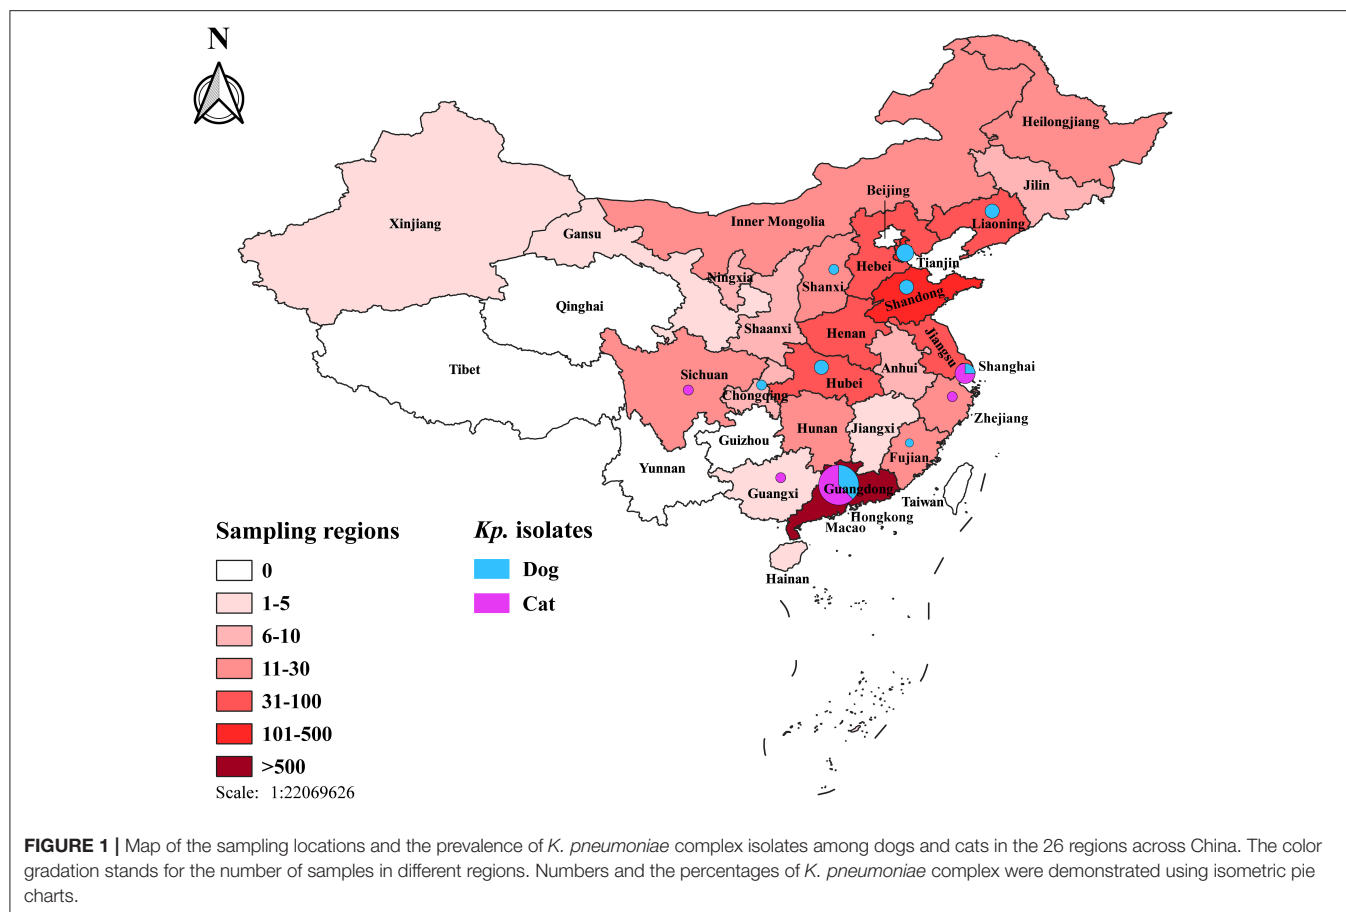 N
Heilongjiang
Jilin
Beijing
Inner Mongolia
Liaoning
Xinjiang
Gansu
Hebei
Tianjin
Ningxia
Shanxi
Shandong
Qinghai
Shaanxi
Henan
Jiangsu
Tibet
Sichuan
Anhui
Shanghai
Hubei
Chongqing
Zhejiang
Hunan
Jiangxi
Guizhou
Fujian
Yunnan
Guangxi
Guangdong
Taiwan
Hongkong
Macao
Hainan
Sampling regions
0
1-5
6-10
11-30
31-100
101-500
>500
Scale: 1:22069626
Kp. isolates
Dog
Cat
FIGURE 1 | Map of the sampling locations and the prevalence of K. pneumoniae complex isolates among dogs and cats in the 26 regions across China. The color
gradation stands for the number of samples in different regions. Numbers and the percentages of K. pneumoniae complex were demonstrated using isometric pie
charts.